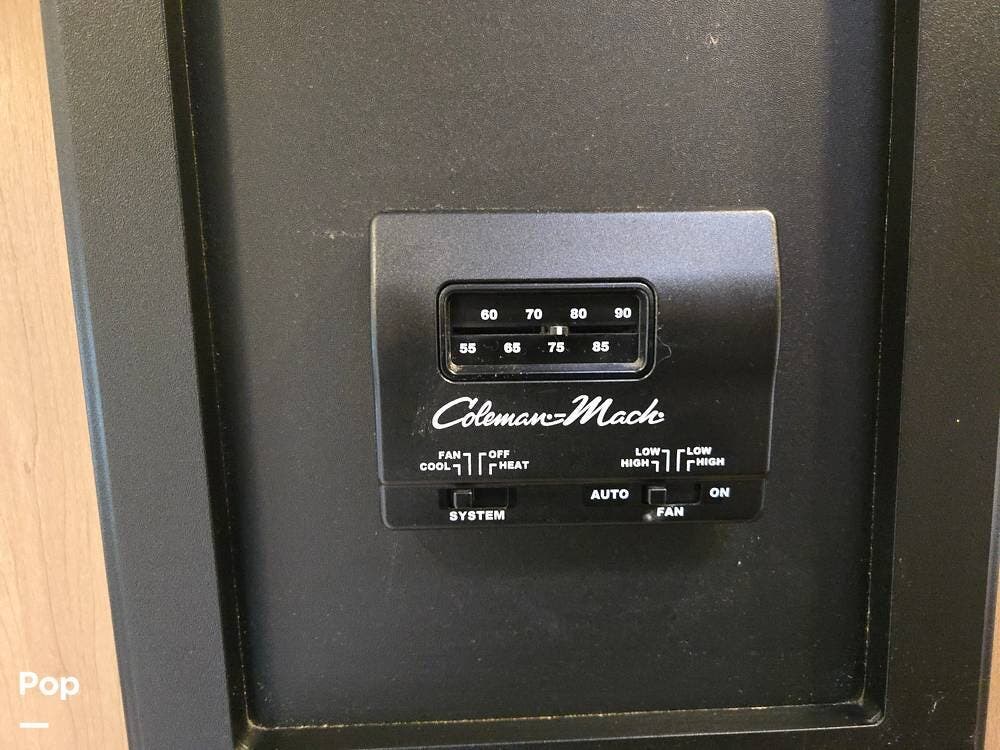 60 70 80 90
55 65 75 85
Coleman-Mach
FAN OFF
COOL HEAT
SYSTEM
LOW LOW
HIGH HIGH
AUTO ON
FAN
Pop